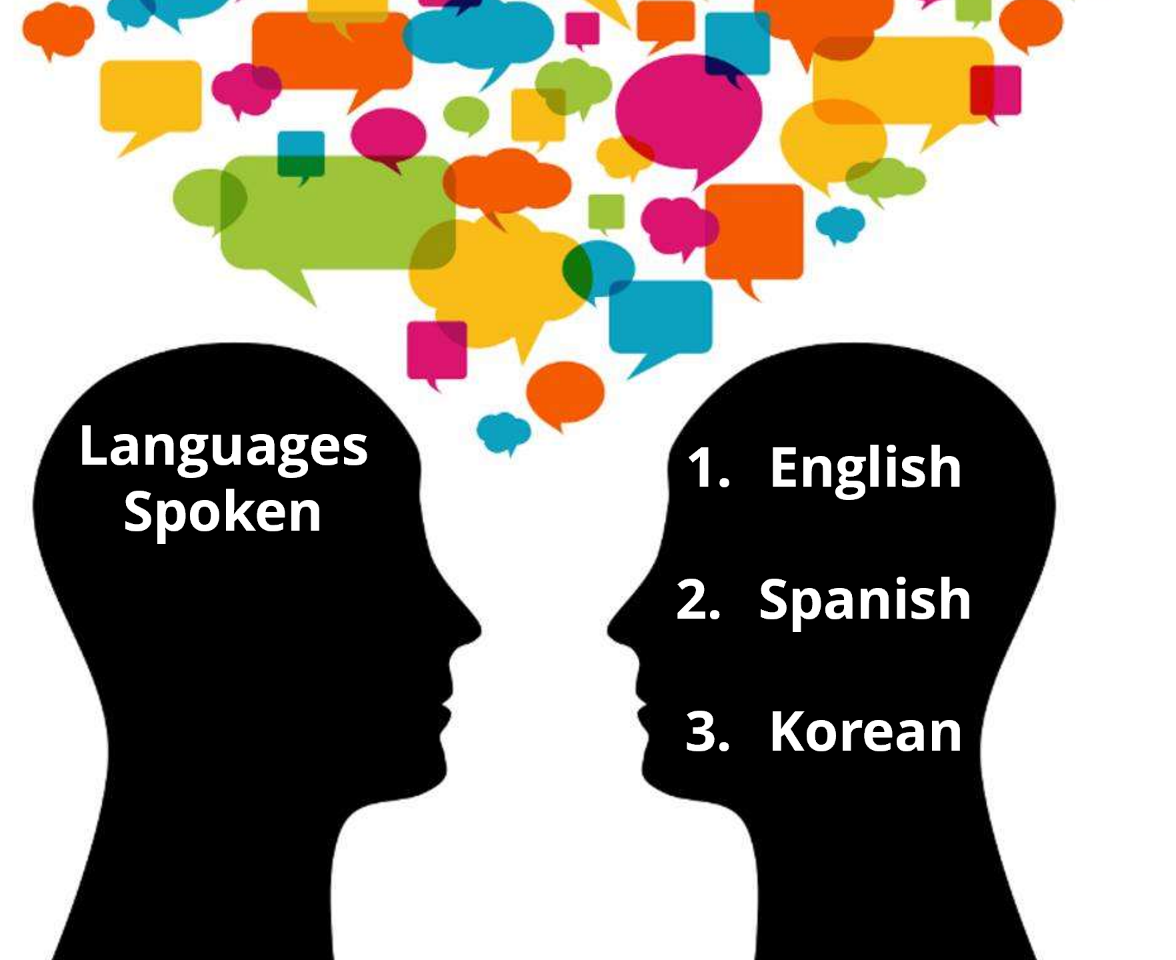 Languages
Spoken
1. English
2. Spanish
3. Korean